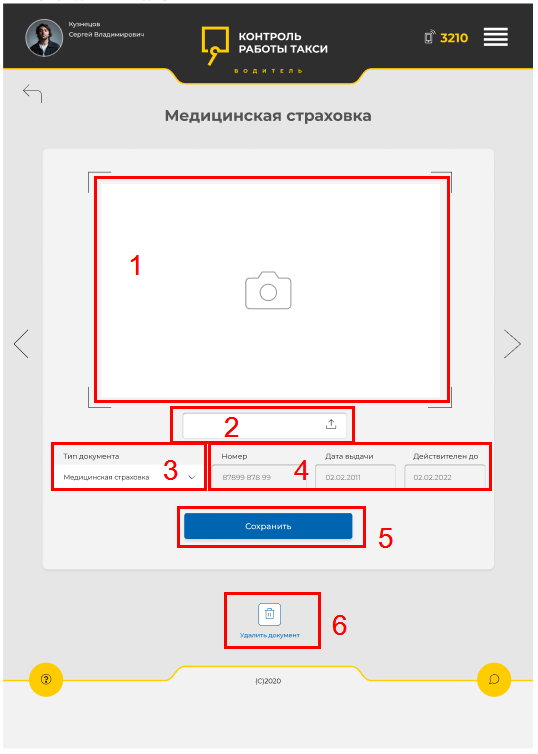 Кузнецов
Сергей Владимирович
КОНТРОЛЬ
РАБОТЫ ТАКСИ
3210
ВОДИТЕЛЬ
Медицинская страховка
1
2
Тип документа
Номер
Дата выдачи
Действителен до
3
4
Медицинская страховка
87899 878 99
02.02.2011
02.02.2022
Сохранить
5
6
Удалить документ
?
(C)2020